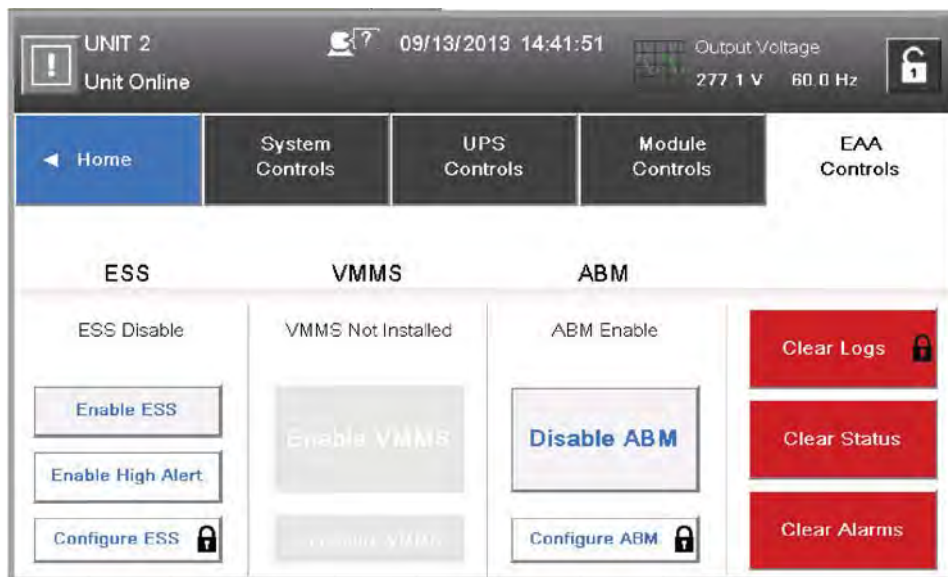 UNIT 2
Unit Online
?
09/13/2013 14:41:51
Output Voltage
277.1 V 60.0 Hz
◄ Home
System
Controls
UPS
Controls
Module
Controls
EAA
Controls
ESS
VMMS
ABM
ESS Disable
VMMS Not Installed
ABM Enable
Enable ESS
Enable High Alert
Configure ESS
Enable VMMS
VMMS
Disable ABM
Configure ABM
Clear Logs
Clear Status
Clear Alarms